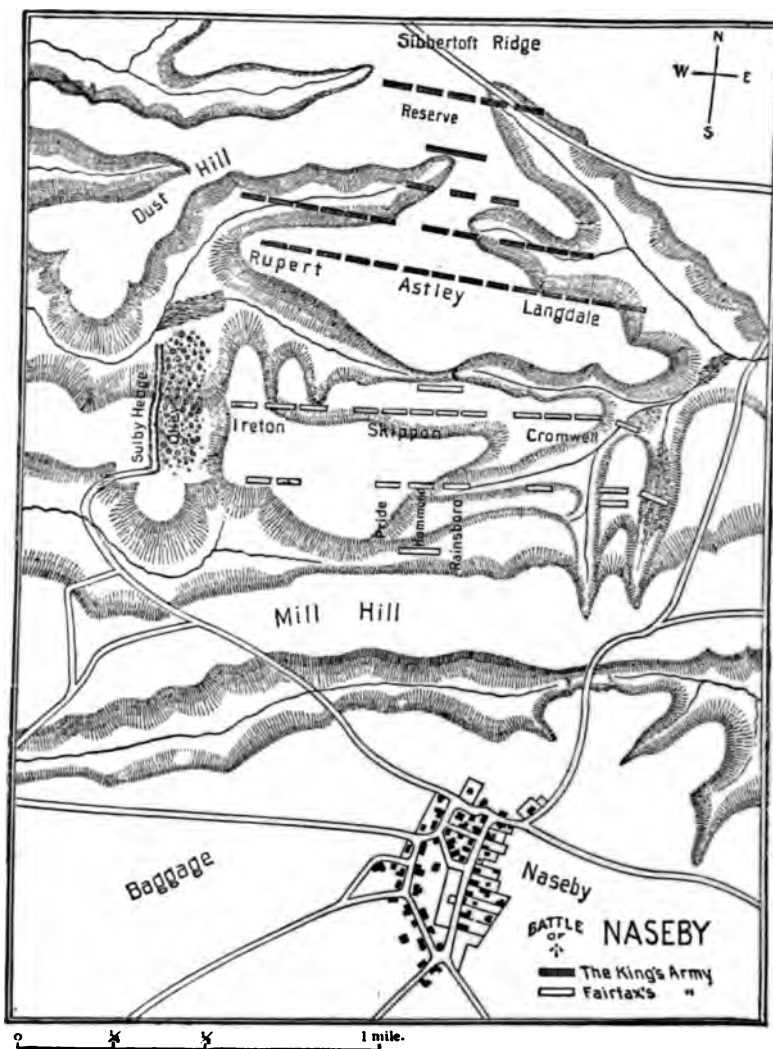 Sibbertoft Ridge
N
W E
S
Reserve
Dust Hill
Rupert
Astley
Langdale
Sulby Hedge
Ireton
Skippon
Cromwell
Pride
Hammond
Rainsboro
Mill Hill
Baggage
Naseby
BATTLE
OF
NASEBY
The King's Army
Fairfax's "
0
1 mile.